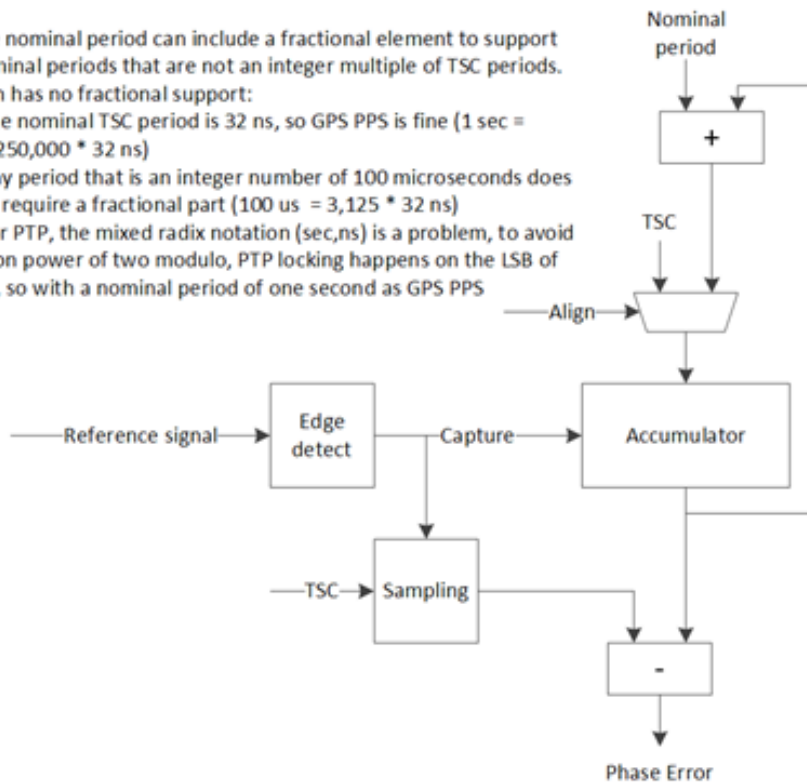 nominal period can include a fractional element to support
ninal periods that are not an integer multiple of TSC periods.
n has no fractional support:
e nominal TSC period is 32 ns, so GPS PPS is fine (1 sec =
250,000 * 32 ns)
y period that is an integer number of 100 microseconds does
require a fractional part (100 us = 3,125 * 32 ns)
r PTP, the mixed radix notation (sec,ns) is a problem, to avoid
on power of two modulo, PTP locking happens on the LSB of
so with a nominal period of one second as GPS PPS
Nominal
period
+
TSC
Align
Reference signal
Edge
detect
Capture
Accumulator
TSC
Sampling
-
Phase Error